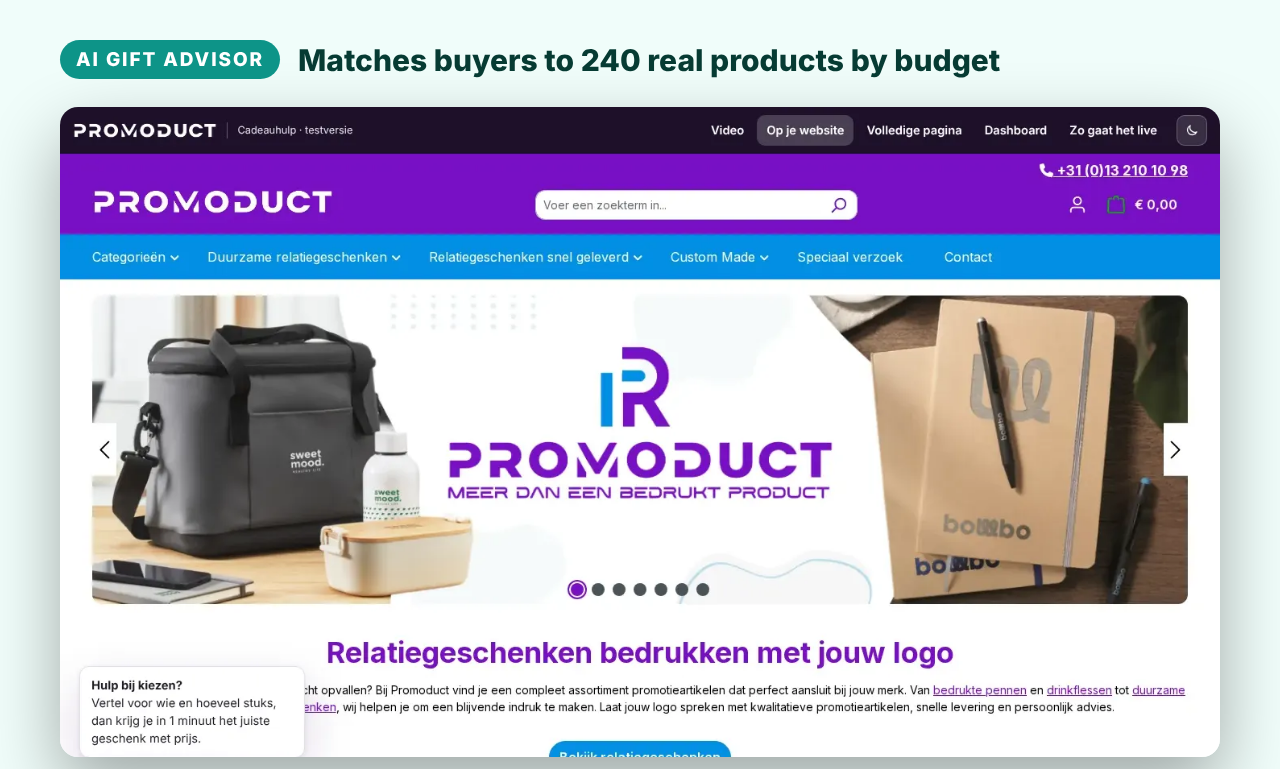 AI GIFT ADVISOR
Matches buyers to 240 real products by budget
PROMODUCT
Cadeauhulp · testversie
Video
Op je website
Volledige pagina
Dashboard
Zo gaat het live
+31 (0)13 210 10 98
PROMODUCT
Voer een zoekterm in...
€ 0,00
Categorieën
Duurzame relatiegeschenken
Relatiegeschenken snel geleverd
Custom Made
Speciaal verzoek
Contact
sweet
mood.
sweet
mood.
PROMODUCT
MEER DAN EEN BEDRUKT PRODUCT
bowbo
Relatiegeschenken bedrukken met jouw logo
cht opvallen? Bij Promoduct vind je een compleet assortiment promotieartikelen dat perfect aansluit bij jouw merk. Van bedrukte pennen en drinkflessen tot duurzame
enken, wij helpen je om een blijvende indruk te maken. Laat jouw logo spreken met kwalitatieve promotieartikelen, snelle levering en persoonlijk advies.
Hulp bij kiezen?
Vertel voor wie en hoeveel stuks,
dan krijg je in 1 minuut het juiste
geschenk met prijs.
Bekijk relatiegeschenken